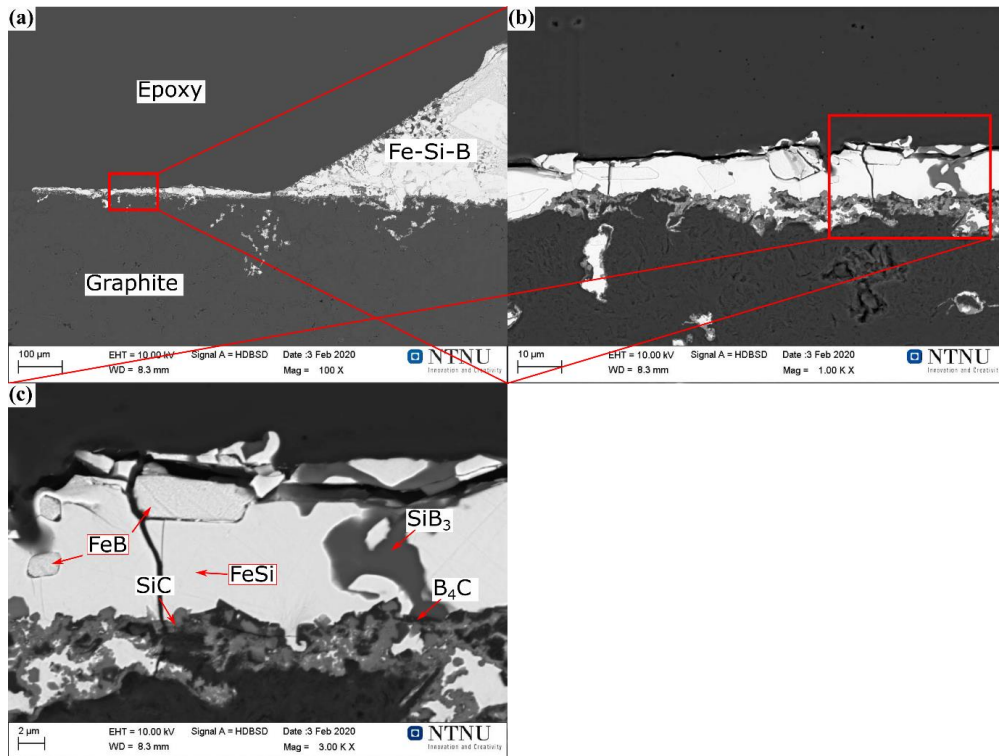 (a)
Epoxy
Fe-Si-B
Graphite
100 µm
EHT = 10.00 kV Signal A = HDBSD Date :3 Feb 2020
WD = 8.3 mm Mag = 100 X
NTNU
Innovation and Creativity
(b)
10 µm
EHT = 10.00 kV Signal A = HDBSD Date :3 Feb 2020
WD = 8.3 mm Mag = 1.00 K X
NTNU
Innovation and Creativity
(c)
SiB₃
FeB
FeSi
SiC
B₄C
2 µm
EHT = 10.00 kV Signal A = HDBSD Date :3 Feb 2020
WD = 8.3 mm Mag = 3.00 K X
NTNU
Innovation and Creativity